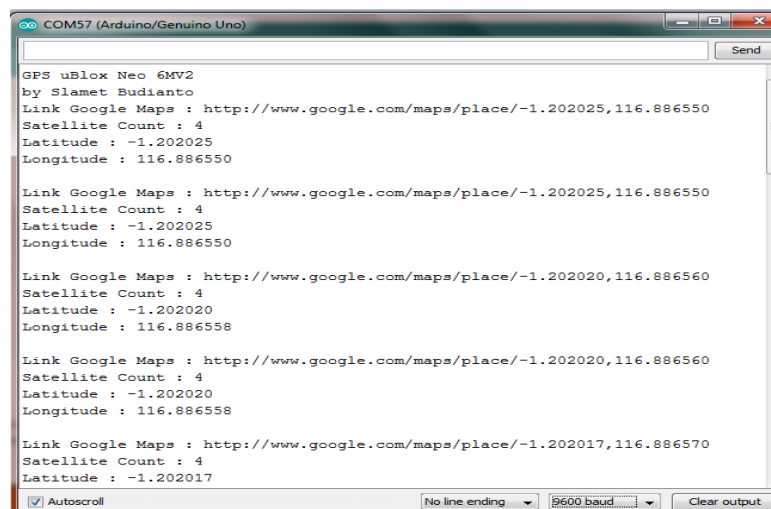 COM57 (Arduino/Genuino Uno)
Send
GPS uBlox Neo 6MV2
by Slamet Budianto
Link Google Maps : http://www.google.com/maps/place/-1.202025,116.886550
Satellite Count : 4
Latitude : -1.202025
Longitude : 116.886550
Link Google Maps : http://www.google.com/maps/place/-1.202025,116.886550
Satellite Count : 4
Latitude : -1.202025
Longitude : 116.886550
Link Google Maps : http://www.google.com/maps/place/-1.202020,116.886560
Satellite Count : 4
Latitude : -1.202020
Longitude : 116.886558
Link Google Maps : http://www.google.com/maps/place/-1.202020,116.886560
Satellite Count : 4
Latitude : -1.202020
Longitude : 116.886558
Link Google Maps : http://www.google.com/maps/place/-1.202017,116.886570
Satellite Count : 4
Latitude : -1.202017
Autoscroll No line ending 9600 baud Clear output